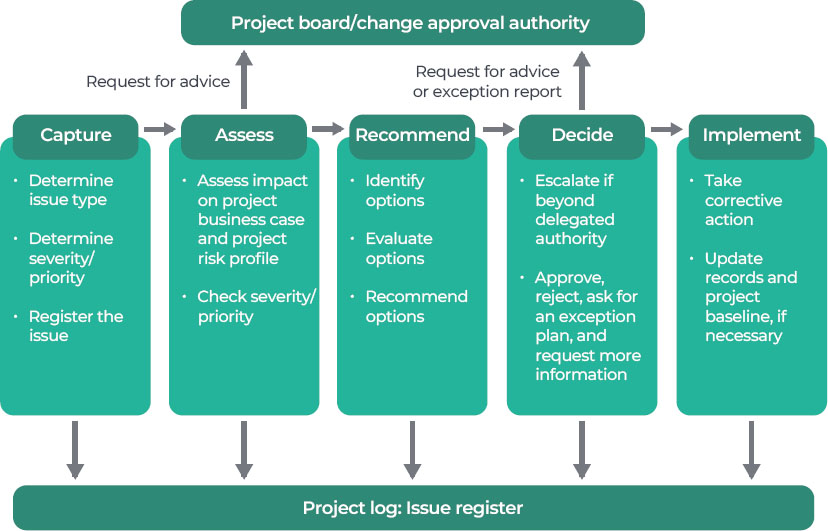 Project board/change approval authority
Request for advice
Request for advice
or exception report
Capture
• Determine
issue type
• Determine
severity/
priority
• Register the
issue
Assess
• Assess impact
on project
business case
and project
risk profile
• Check severity/
priority
Recommend
• Identify
options
• Evaluate
options
• Recommend
options
Decide
• Escalate if
beyond
delegated
authority
• Approve,
reject, ask for
an exception
plan, and
request more
information
Implement
• Take
corrective
action
• Update
records and
project
baseline, if
necessary
Project log: Issue register